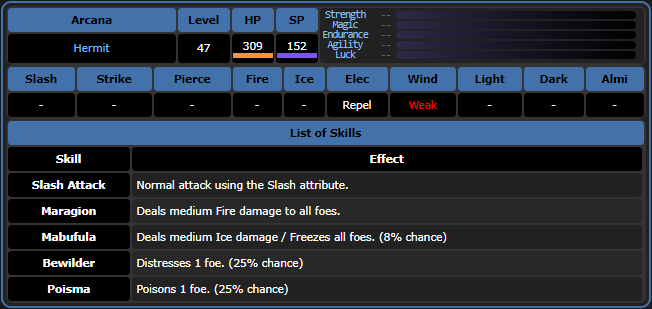 Arcana Level HP SP
Hermit 47 309 152
Strength --
Magic --
Endurance --
Agility --
Luck --
Slash Strike Pierce Fire Ice Elec Wind Light Dark Almi
- - - - - Repel Weak - - -
List of Skills
Skill Effect
Slash Attack Normal attack using the Slash attribute.
Maragion Deals medium Fire damage to all foes.
Mabufula Deals medium Ice damage / Freezes all foes. (8% chance)
Bewilder Distresses 1 foe. (25% chance)
Poisma Poisons 1 foe. (25% chance)